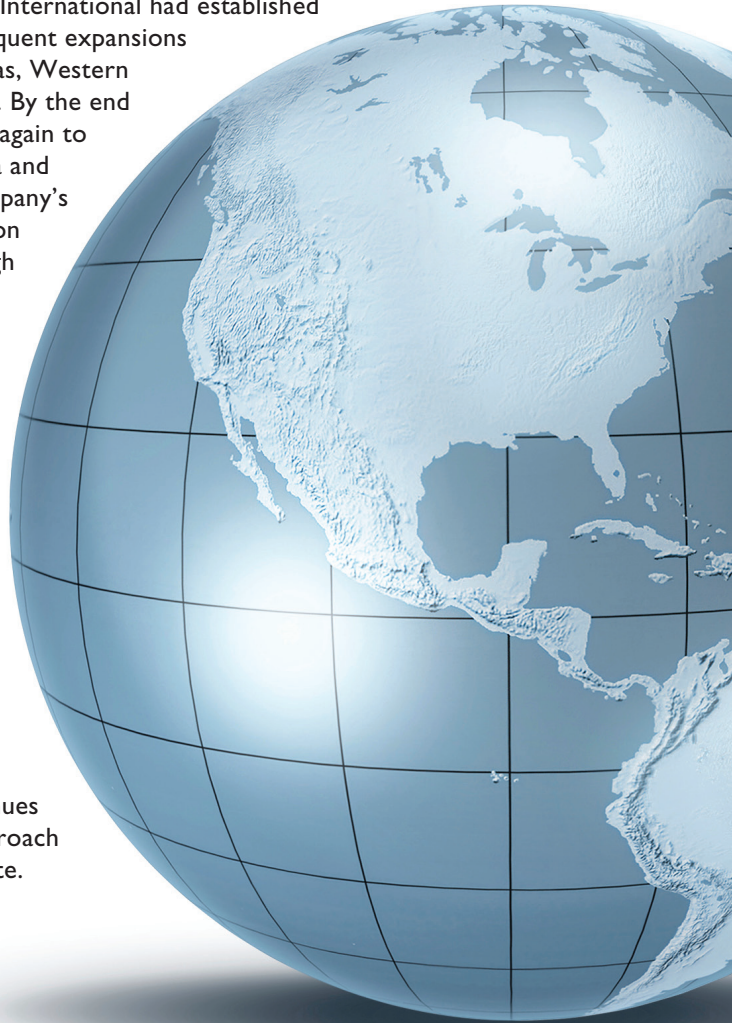 International had established
quent expansions
as, Western
. By the end
again to
and
pany's
on
gh
ues
roach
te.